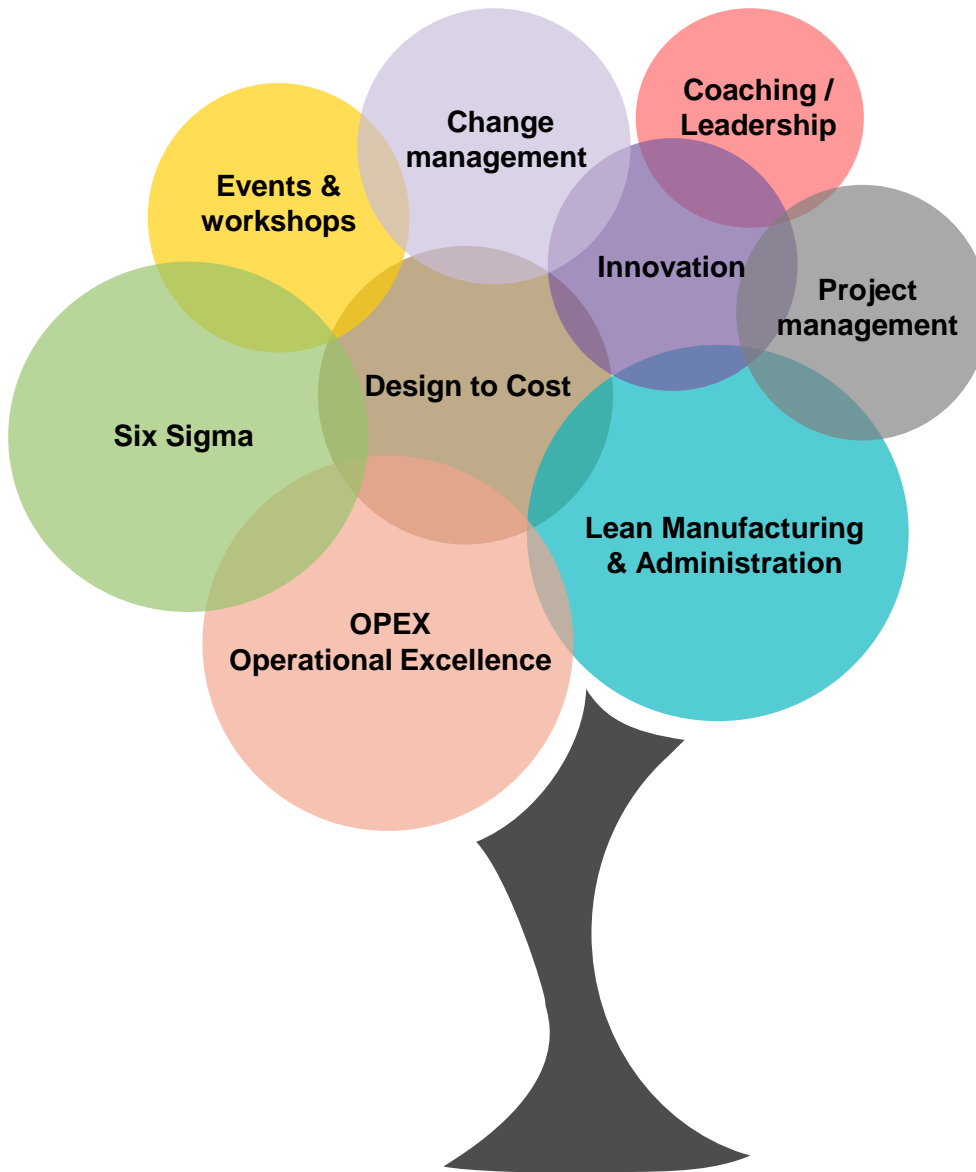 Coaching /
Leadership
Change
management
Events &
workshops
Innovation
Project
management
Design to Cost
Six Sigma
Lean Manufacturing
& Administration
OPEX
Operational Excellence